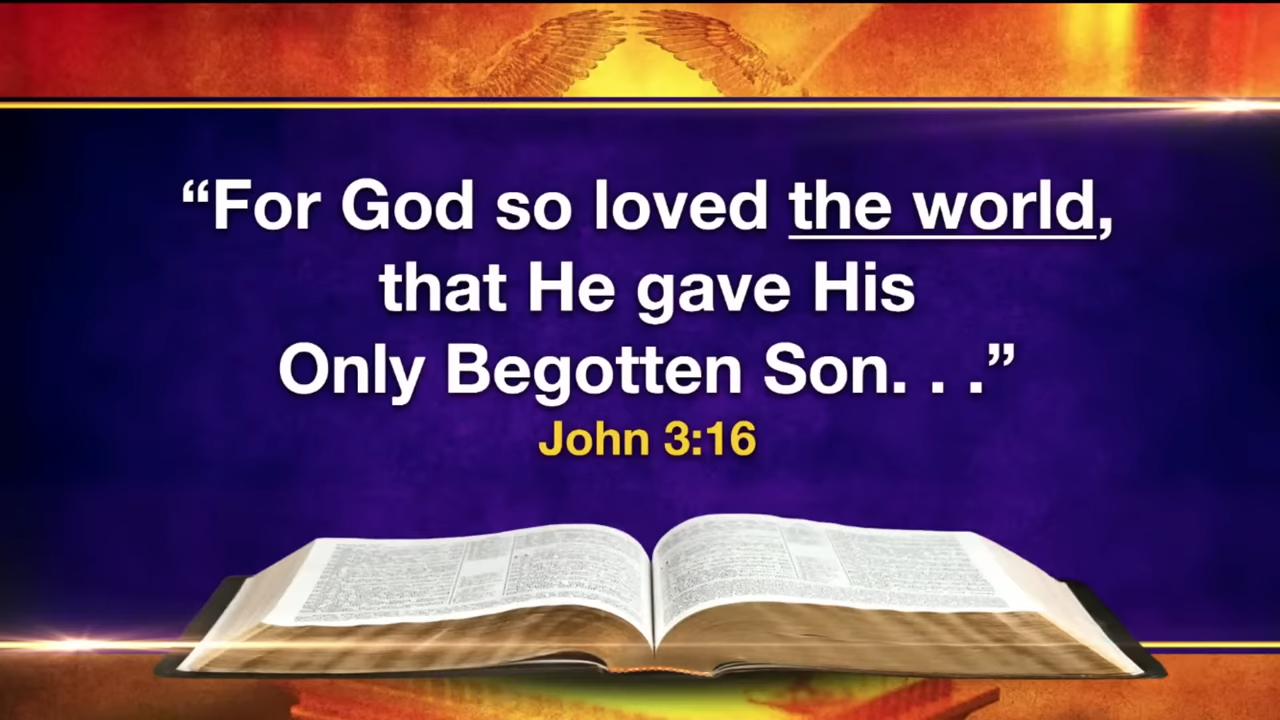 “For God so loved the world,
that He gave His
Only Begotten Son. . .”
John 3:16